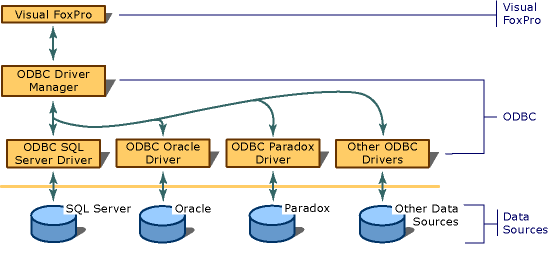 Visual FoxPro
Visual
FoxPro
ODBC Driver
Manager
ODBC
ODBC SQL
Server Driver
ODBC Oracle
Driver
ODBC Paradox
Driver
Other ODBC
Drivers
SQL Server
Oracle
Paradox
Other Data
Sources
Data
Sources